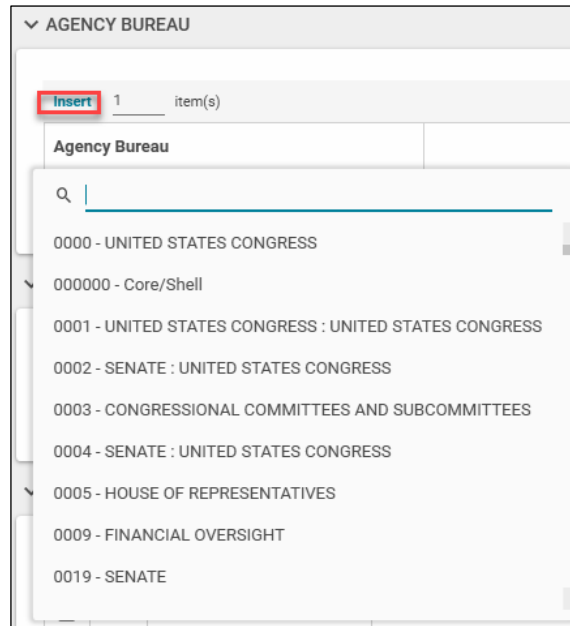 AGENCY BUREAU
Insert 1 item(s)
Agency Bureau
0000 - UNITED STATES CONGRESS
000000 - Core/Shell
0001 - UNITED STATES CONGRESS : UNITED STATES CONGRESS
0002 - SENATE : UNITED STATES CONGRESS
0003 - CONGRESSIONAL COMMITTEES AND SUBCOMMITTEES
0004 - SENATE : UNITED STATES CONGRESS
0005 - HOUSE OF REPRESENTATIVES
0009 - FINANCIAL OVERSIGHT
0019 - SENATE